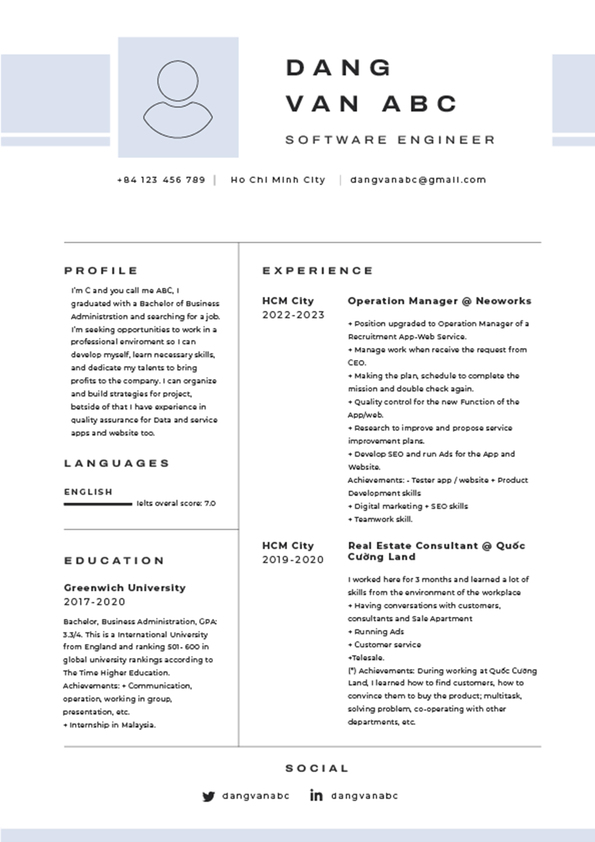 DANG
VAN ABC
SOFTWARE ENGINEER
+84 123 456 789 | Ho Chi Minh City | dangvanabc@gmail.com
PROFILE
I'm C and you call me ABC, I
graduated with a Bachelor of Business
Administrstion and searching for a job.
I'm seeking opportunities to work in a
professional enviroment so I can
develop myself, learn necessary skills,
and dedicate my talents to bring
profits to the company. I can organize
and build strategies for project,
betside of that I have experience in
quality assurance for Data and service
apps and website too.
LANGUAGES
ENGLISH
Ielts overal score: 7.0
EDUCATION
Greenwich University
2017-2020
Bachelor, Business Administration, GPA:
3.3/4. This is a International University
from England and ranking 501- 600 in
global university rankings according to
The Time Higher Education.
Achievements: + Communication,
operation, working in group,
presentation, etc.
+ Internship in Malaysia.
EXPERIENCE
HCM City
2022-2023
Operation Manager @ Neoworks
+ Position upgraded to Operation Manager of a
Recruitment App-Web Service.
+ Manage work when receive the request from
CEO.
+ Making the plan, schedule to complete the
mission and double check again.
+ Quality control for the new Function of the
App/web.
+ Research to improve and propose service
improvement plans.
+ Develop SEO and run Ads for the App and
Website.
Achievements: - Tester app / website + Product
Development skills
+ Digital marketing + SEO skills
+ Teamwork skill.
HCM City
2019-2020
Real Estate Consultant @ Quốc
Cường Land
I worked here for 3 months and learned a lot of
skills from the environment of the workplace
+ Having conversations with customers,
consultants and Sale Apartment
+ Running Ads
+ Customer service
+Telesale.
(*) Achievements: During working at Quốc Cường
Land, I learned how to find customers, how to
convince them to buy the product; multitask,
solving problem, co-operating with other
departments, etc.
SOCIAL
dangvanabc
dangvanabc